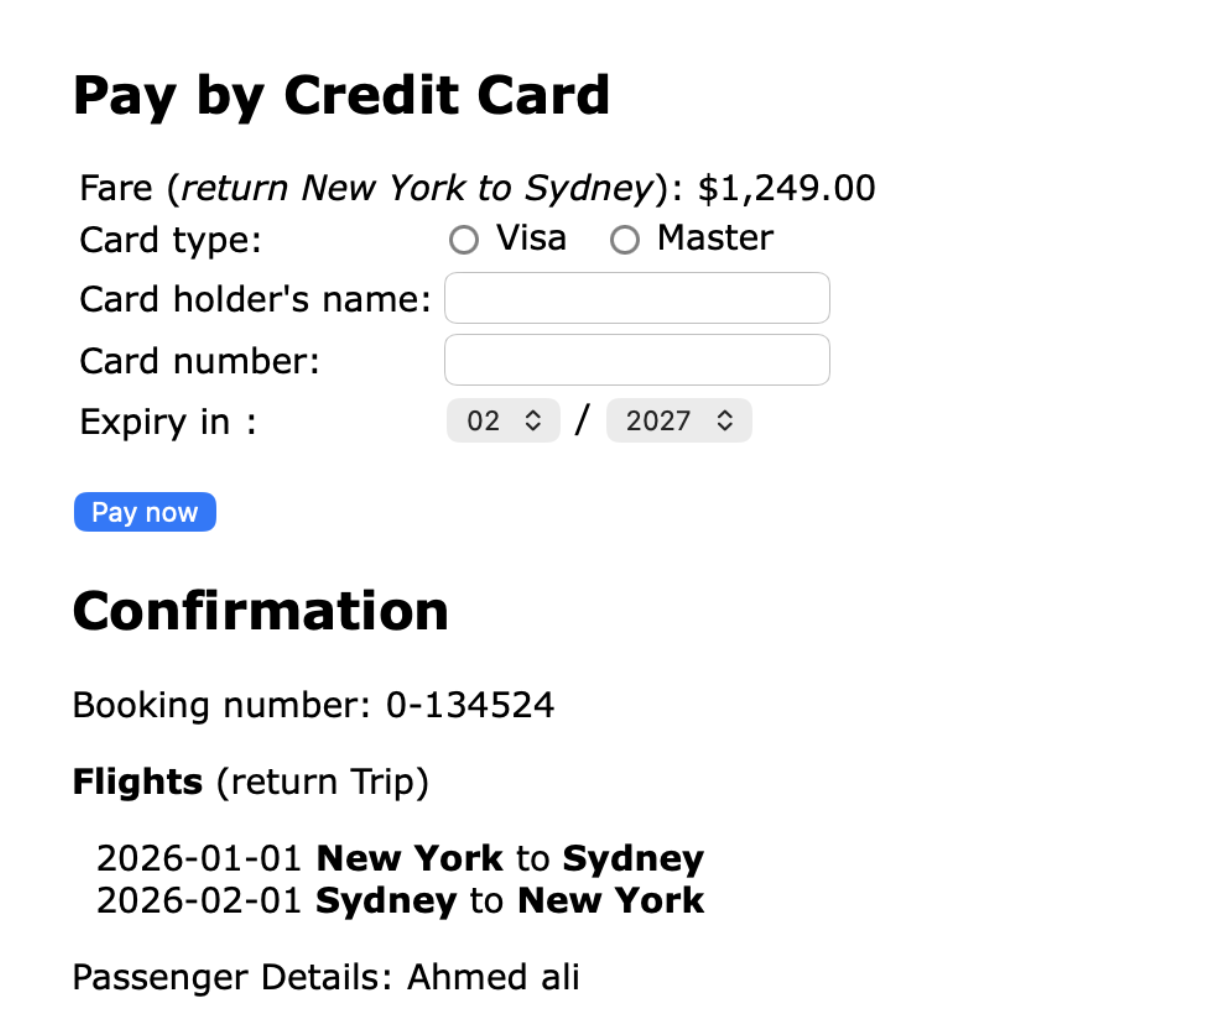 Pay by Credit Card
Fare (return New York to Sydney): $1,249.00
Card type: Visa Master
Card holder's name:
Card number:
Expiry in : 02 / 2027
Pay now
Confirmation
Booking number: 0-134524
Flights (return Trip)
2026-01-01 New York to Sydney
2026-02-01 Sydney to New York
Passenger Details: Ahmed ali